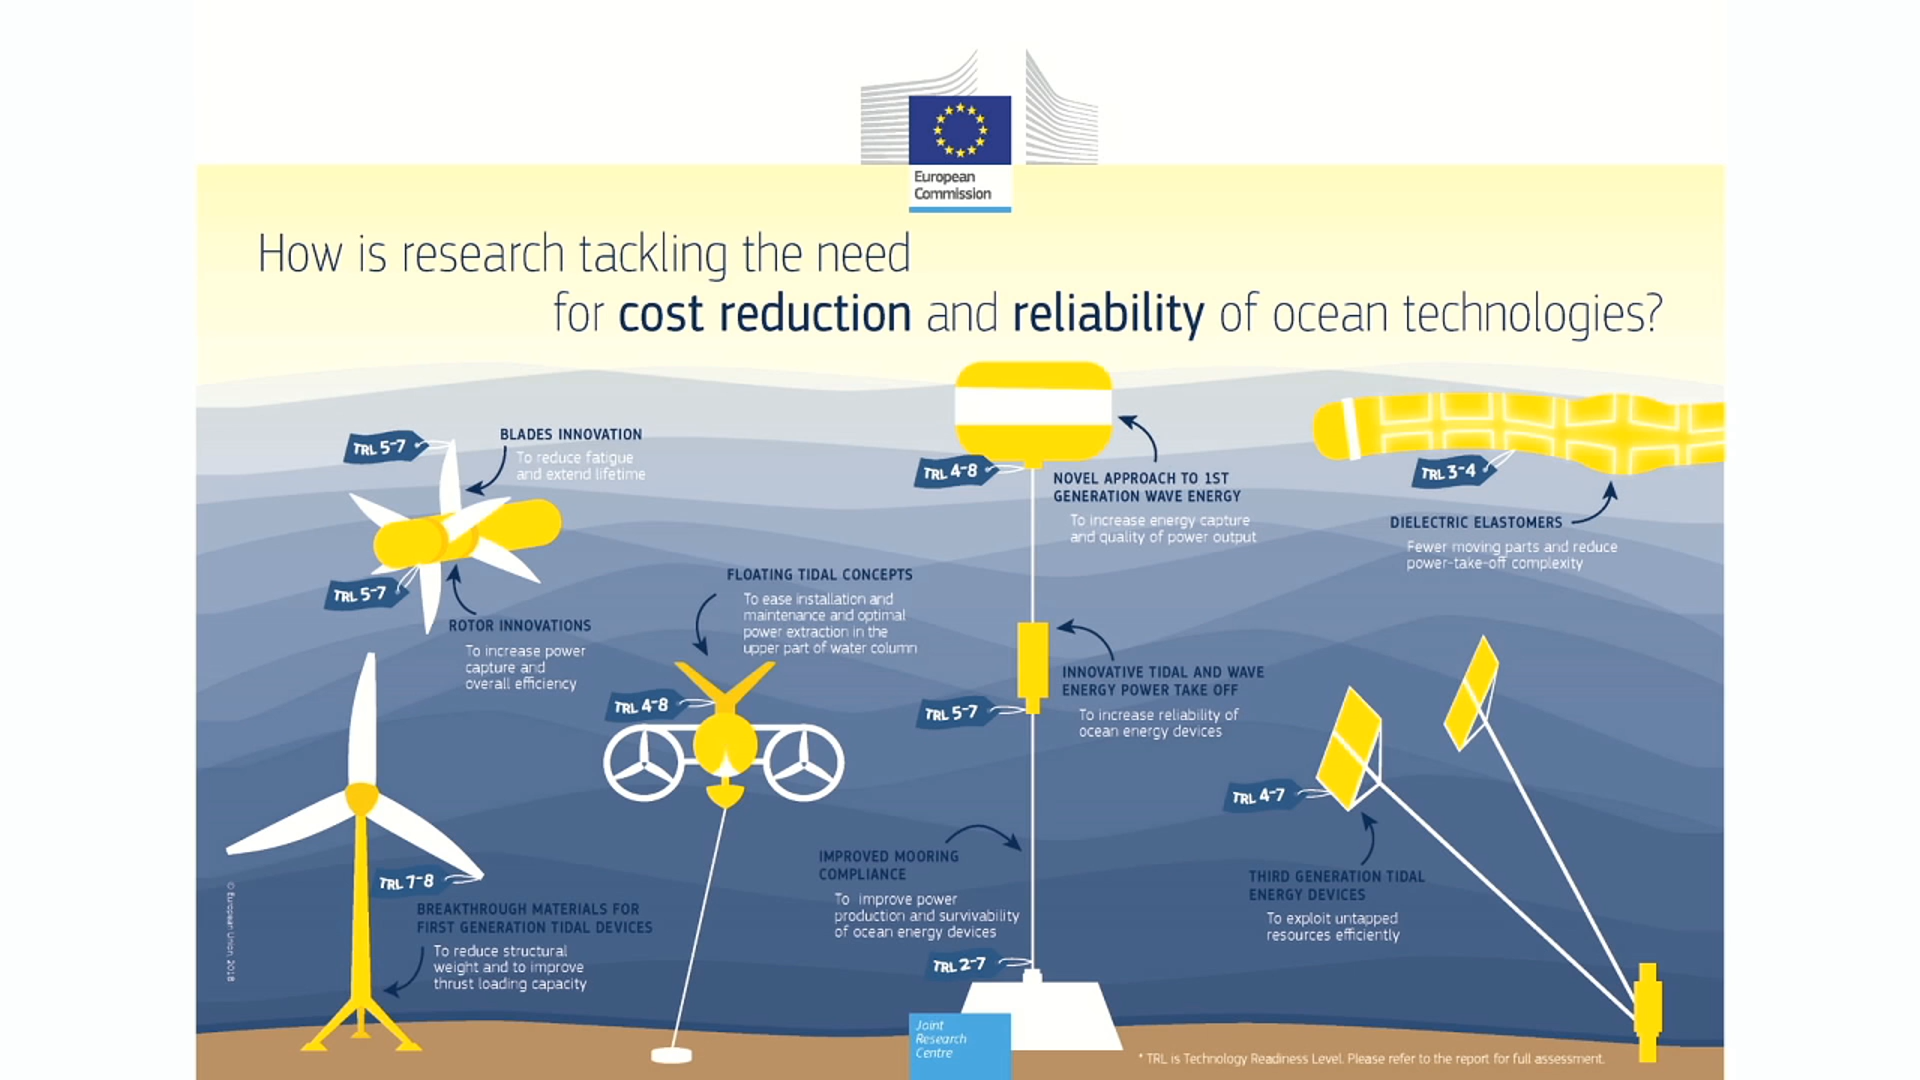 European
Commission
How is research tackling the need
for cost reduction and reliability of ocean technologies?
TRL 5-7
BLADES INNOVATION
To reduce fatigue
and extend lifetime
TRL 5-7
ROTOR INNOVATIONS
To increase power
capture and
overall efficiency
TRL 7-8
BREAKTHROUGH MATERIALS FOR
FIRST GENERATION TIDAL DEVICES
To reduce structural
weight and to improve
thrust loading capacity
FLOATING TIDAL CONCEPTS
To ease installation and
maintenance and optimal
power extraction in the
upper part of water column
TRL 4-8
TRL 4-8
NOVEL APPROACH TO 1ST
GENERATION WAVE ENERGY
To increase energy capture
and quality of power output
INNOVATIVE TIDAL AND WAVE
ENERGY POWER TAKE OFF
TRL 5-7
To increase reliability of
ocean energy devices
IMPROVED MOORING
COMPLIANCE
To improve power
production and survivability
of ocean energy devices
TRL 2-7
TRL 3-4
DIELECTRIC ELASTOMERS
Fewer moving parts and reduce
power-take-off complexity
TRL 4-7
THIRD GENERATION TIDAL
ENERGY DEVICES
To exploit untapped
resources efficiently
© European Union, 2018
Joint
Research
Centre
* TRL is Technology Readiness Level. Please refer to the report for full assessment.